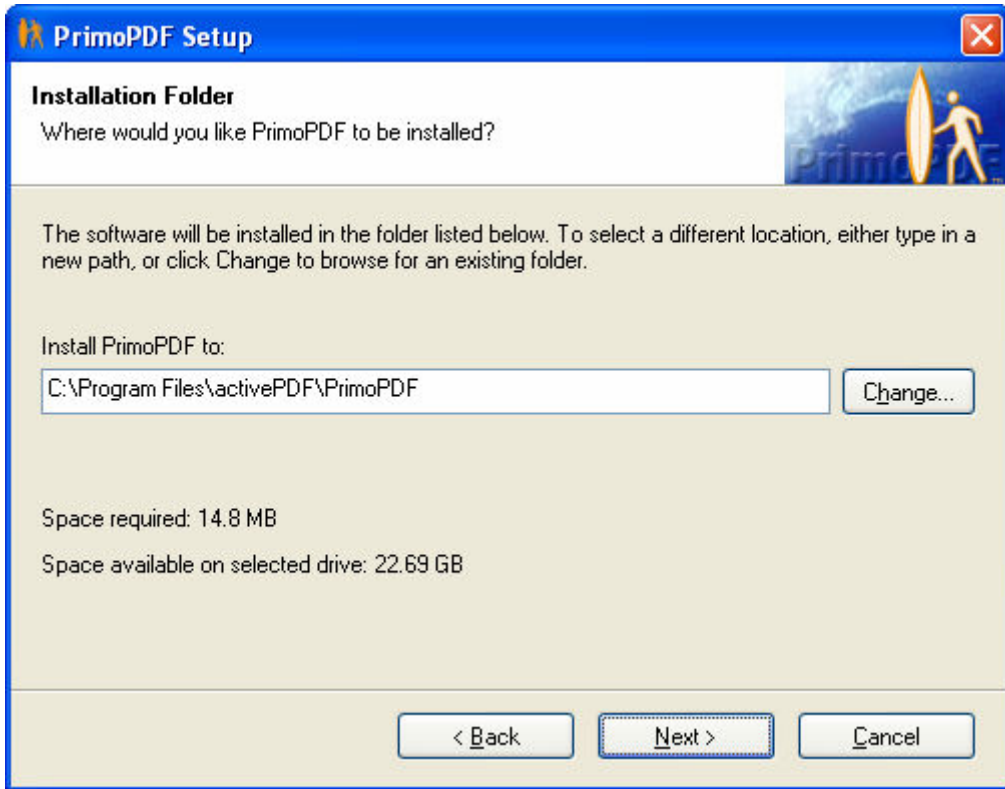 PrimoPDF Setup
Installation Folder
Where would you like PrimoPDF to be installed?
PrimoPDF
The software will be installed in the folder listed below. To select a different location, either type in a
new path, or click Change to browse for an existing folder.
Install PrimoPDF to:
C:\Program Files\activePDF\PrimoPDF
Change...
Space required: 14.8 MB
Space available on selected drive: 22.69 GB
< Back
Next >
Cancel